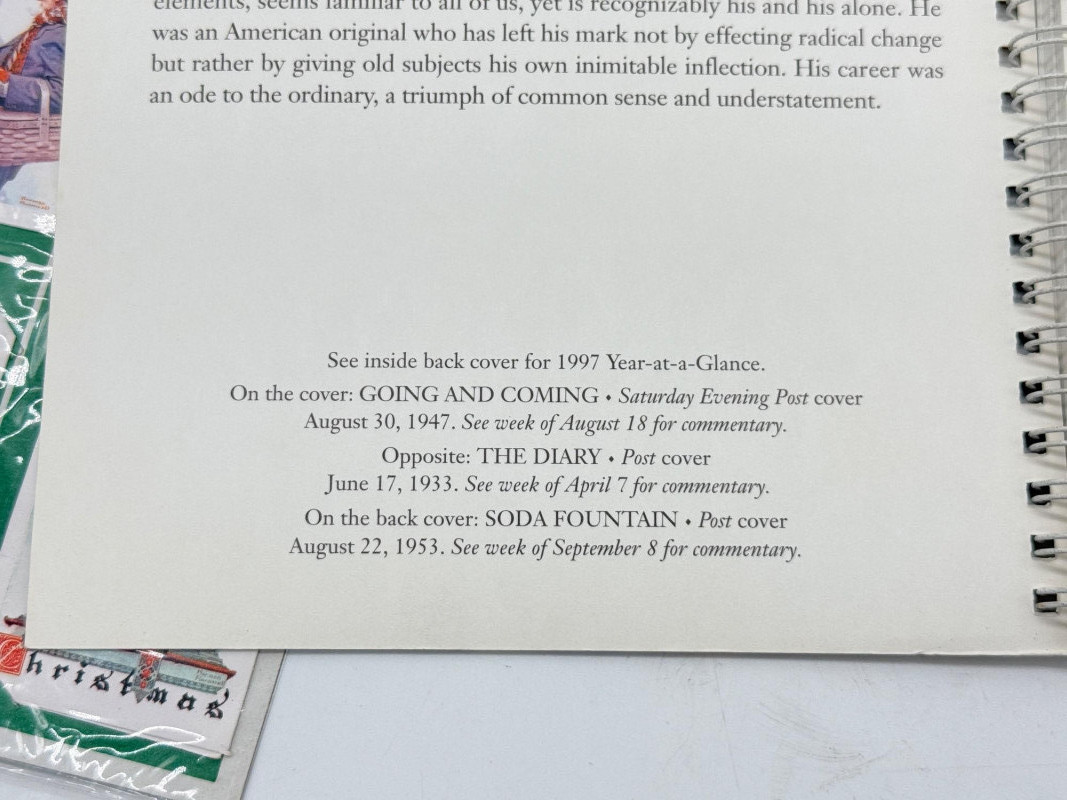 elements, seems familiar to all of us, yet is recognizably his and his alone. He
was an American original who has left his mark not by effecting radical change
but rather by giving old subjects his own inimitable inflection. His career was
an ode to the ordinary, a triumph of common sense and understatement.
See inside back cover for 1997 Year-at-a-Glance.
On the cover: GOING AND COMING • Saturday Evening Post cover
August 30, 1947. See week of August 18 for commentary.
Opposite: THE DIARY • Post cover
June 17, 1933. See week of April 7 for commentary.
On the back cover: SODA FOUNTAIN • Post cover
August 22, 1953. See week of September 8 for commentary.
Christmas